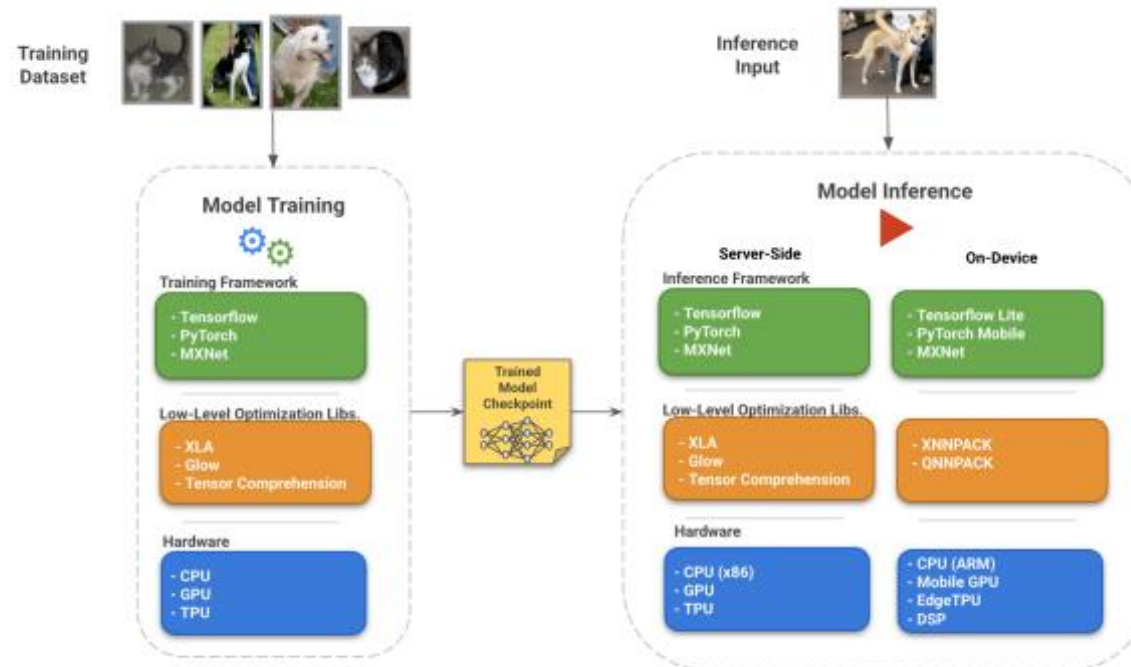 Training
Dataset
Inference
Input
Model Training
Training Framework
- Tensorflow
- PyTorch
- MXNet
Low-Level Optimization Libs.
- XLA
- Glow
- Tensor Comprehension
Hardware
- CPU
- GPU
- TPU
Trained
Model
Checkpoint
Model Inference
Server-Side
On-Device
Inference Framework
- Tensorflow
- PyTorch
- MXNet
- Tensorflow Lite
- PyTorch Mobile
- MXNet
Low-Level Optimization Libs.
- XLA
- Glow
- Tensor Comprehension
- XNNPACK
- QNNPACK
Hardware
- CPU (x86)
- GPU
- TPU
- CPU (ARM)
- Mobile GPU
- EdgeTPU
- DSP